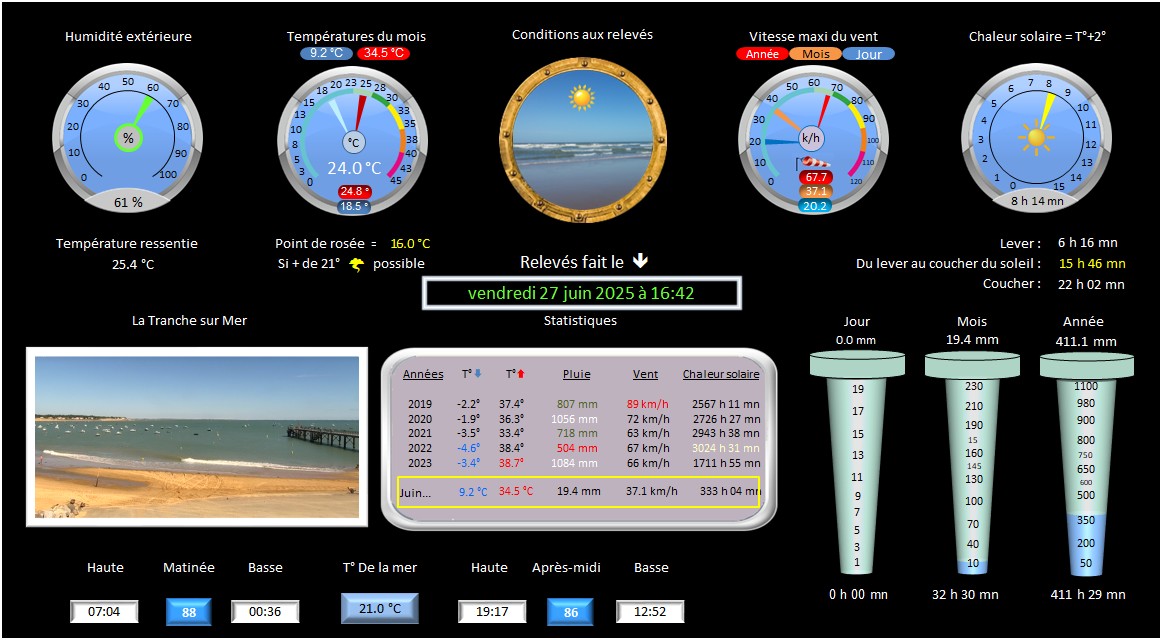 Humidité extérieure
Températures du mois
Conditions aux relevés
Vitesse maxi du vent
Chaleur solaire = T°+2°
9.2 °C 34.5 °C
Année Mois Jour
0 10 20 30 40 50 60 70 80 90 100
%
61 %
0 3 5 8 10 13 15 18 20 23 25 28 30 33 35 38 40 43 45
°C
24.0 °C
24.8 °
18.5 °
0 10 20 30 40 50 60 70 80 90 100 110 120
k/h
67.7
37.1
20.2
0 1 2 3 4 5 6 7 8 9 10 11 12 13 14 15
8 h 14 mn
Température ressentie
25.4 °C
Point de rosée = 16.0 °C
Si + de 21° possible
Relevés fait le
vendredi 27 juin 2025 à 16:42
Lever : 6 h 16 mn
Du lever au coucher du soleil : 15 h 46 mn
Coucher : 22 h 02 mn
La Tranche sur Mer
Statistiques
Années T° T° Pluie Vent Chaleur solaire
2019 -2.2° 37.4° 807 mm 89 km/h 2567 h 11 mn
2020 -1.9° 36.3° 1056 mm 72 km/h 2726 h 27 mn
2021 -3.5° 33.4° 718 mm 63 km/h 2943 h 38 mn
2022 -4.6° 38.4° 504 mm 67 km/h 3024 h 31 mn
2023 -3.4° 38.7° 1084 mm 66 km/h 1711 h 55 mn
Juin... 9.2 °C 34.5 °C 19.4 mm 37.1 km/h 333 h 04 mn
Jour
0.0 mm
19
17
15
13
11
9
7
5
3
1
0 h 00 mn
Mois
19.4 mm
230
210
190
15
160
145
130
100
70
40
10
32 h 30 mn
Année
411.1 mm
1100
980
900
800
750
650
600
500
350
200
50
411 h 29 mn
Haute Matinée Basse T° De la mer Haute Après-midi Basse
07:04 88 00:36 21.0 °C 19:17 86 12:52